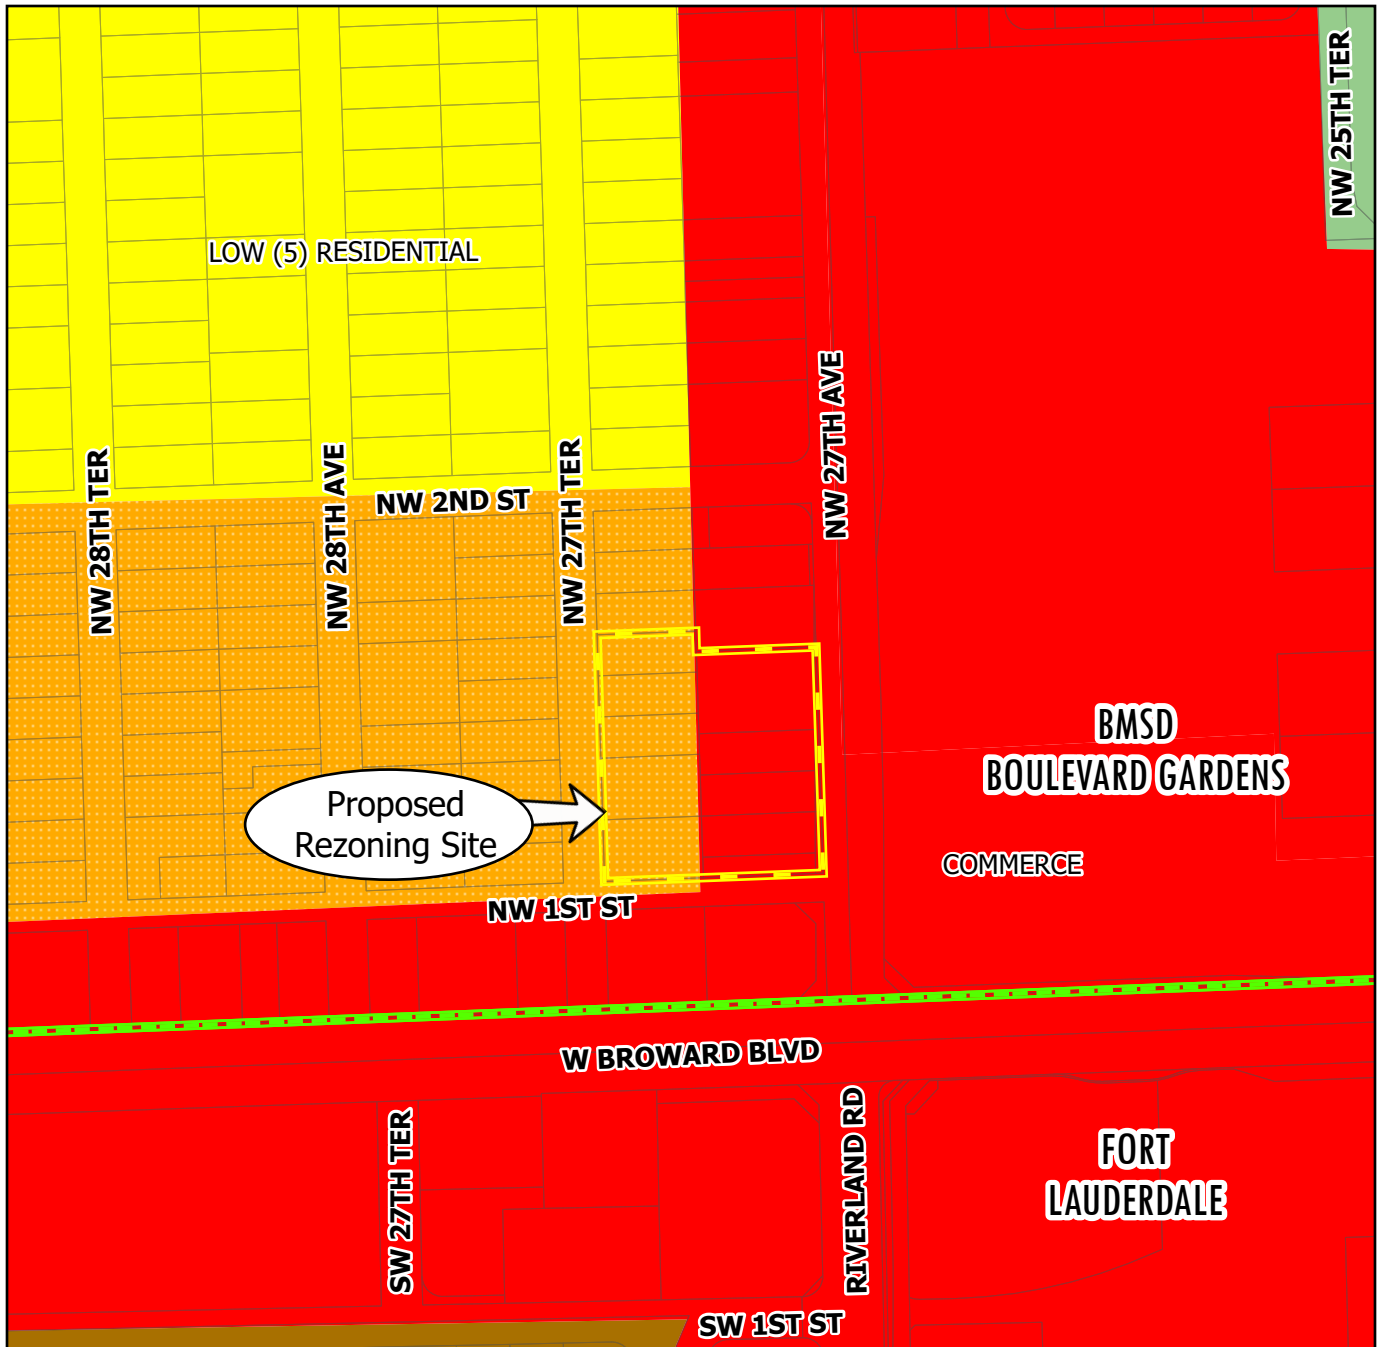 NW 25TH TER
LOW (5) RESIDENTIAL
NW 27TH AVE
NW 28TH TER
NW 28TH AVE
NW 2ND ST
NW 27TH TER
BMSD
BOULEVARD GARDENS
Proposed
Rezoning Site
COMMERCE
NW 1ST ST
W BROWARD BLVD
SW 27TH TER
RIVERLAND RD
FORT
LAUDERDALE
SW 1ST ST